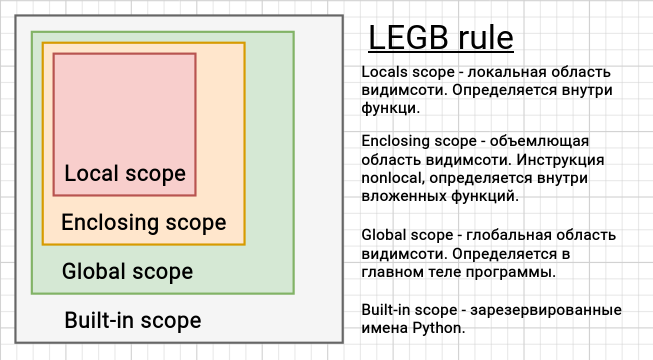 LEGB rule
Locals scope - локальная область
видимсоти. Определяется внутри
функци.
Enclosing scope - объемлющая
область видимсоти. Инструкция
nonlocal, определяется внутри
вложенных функций.
Global scope - глобальная область
видимсоти. Определяется в
главном теле программы.
Built-in scope - зарезервированные
имена Python.
Local scope
Enclosing scope
Global scope
Built-in scope